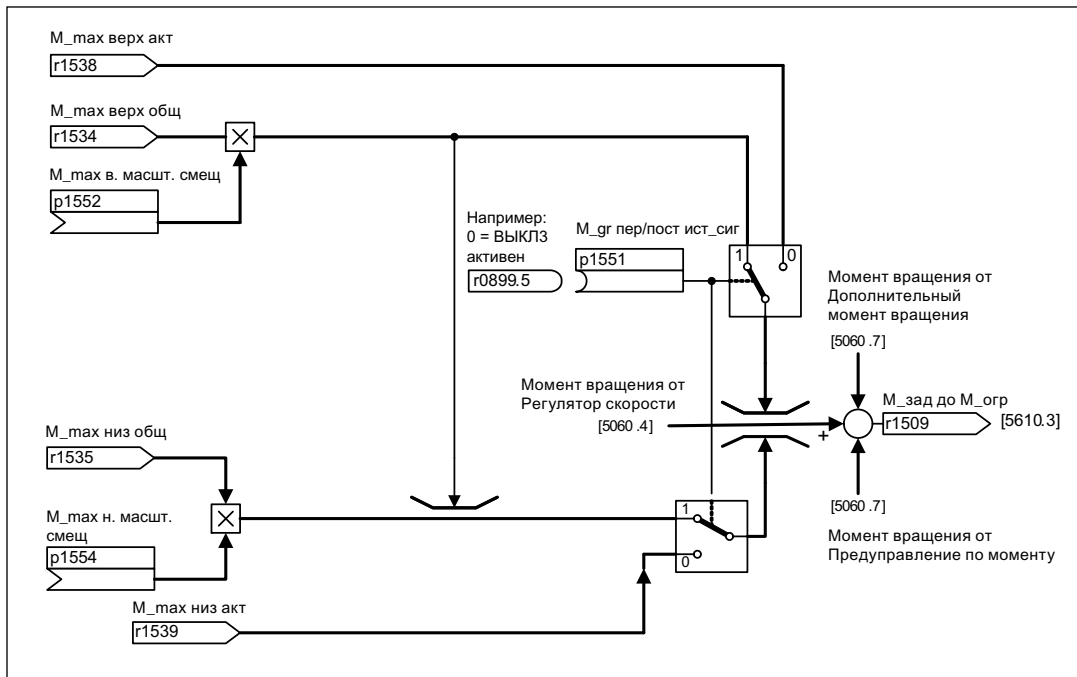 M_max верх акт
r1538
M_max верх общ
r1534
M_max в. масшт. смещ
p1552
Например:
0 = ВЫКЛ3
активен
r0899.5
M_gr пер/пост ист_сиг
p1551
1
0
Момент вращения от
Дополнительный
момент вращения
[5060 .7]
Момент вращения от
Регулятор скорости
[5060 .4]
+
M_зад до M_огр
r1509
[5610.3]
M_max низ общ
r1535
M_max н. масшт.
смещ
p1554
1
0
[5060 .7]
Момент вращения от
Предуправление по моменту
M_max низ акт
r1539